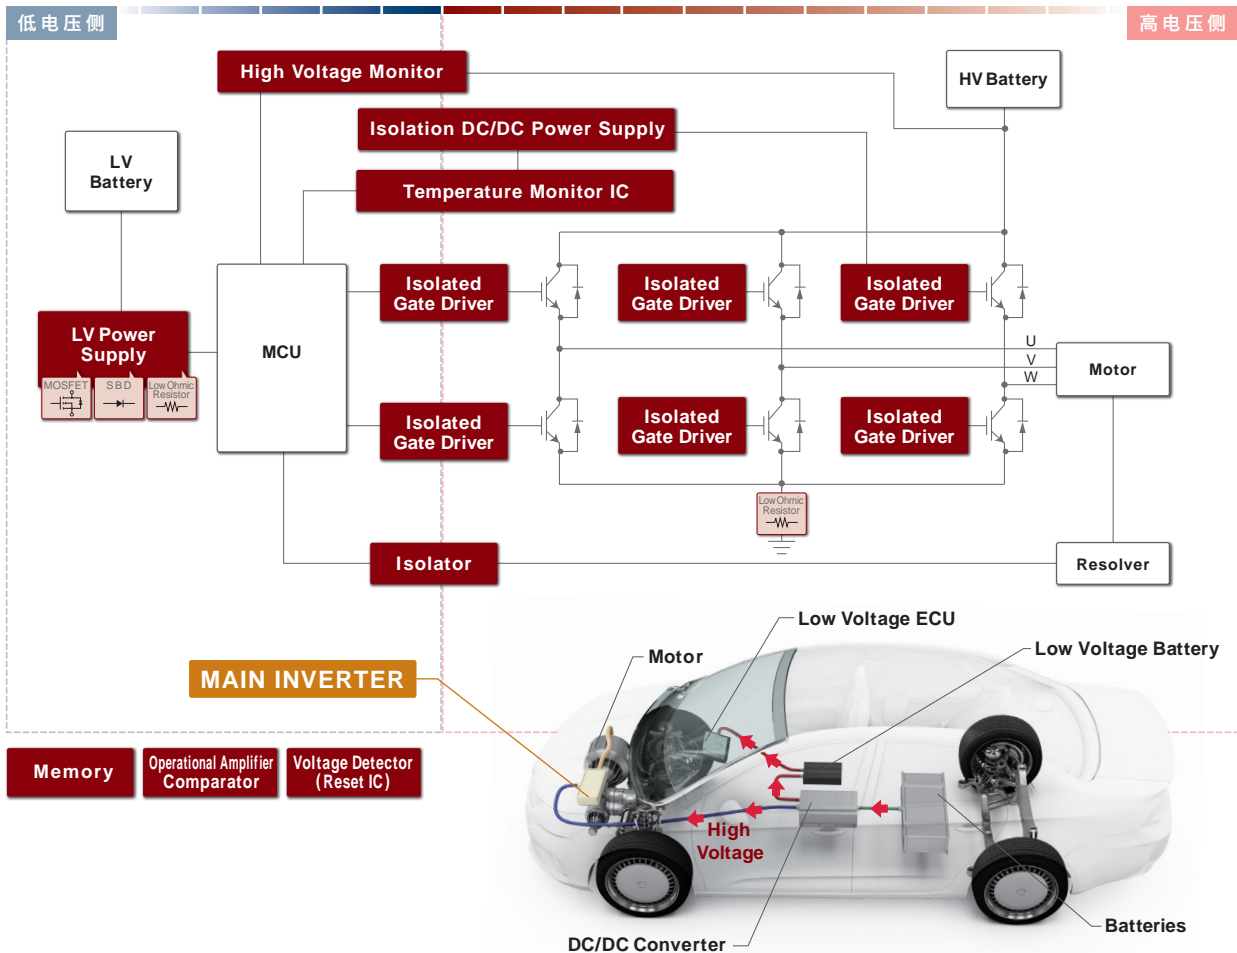 低电压侧
高电压侧
High Voltage Monitor
HV Battery
Isolation DC/DC Power Supply
LV
Battery
Temperature Monitor IC
Isolated
Gate Driver
Isolated
Gate Driver
Isolated
Gate Driver
LV Power
Supply
MCU
U
V
W
Motor
MOSFET
SBD
Low Ohmic
Resistor
Isolated
Gate Driver
Isolated
Gate Driver
Isolated
Gate Driver
Low Ohmic
Resistor
Isolator
Resolver
Low Voltage ECU
Motor
Low Voltage Battery
MAIN INVERTER
Memory
Operational Amplifier
Comparator
Voltage Detector
(Reset IC)
High
Voltage
Batteries
DC/DC Converter